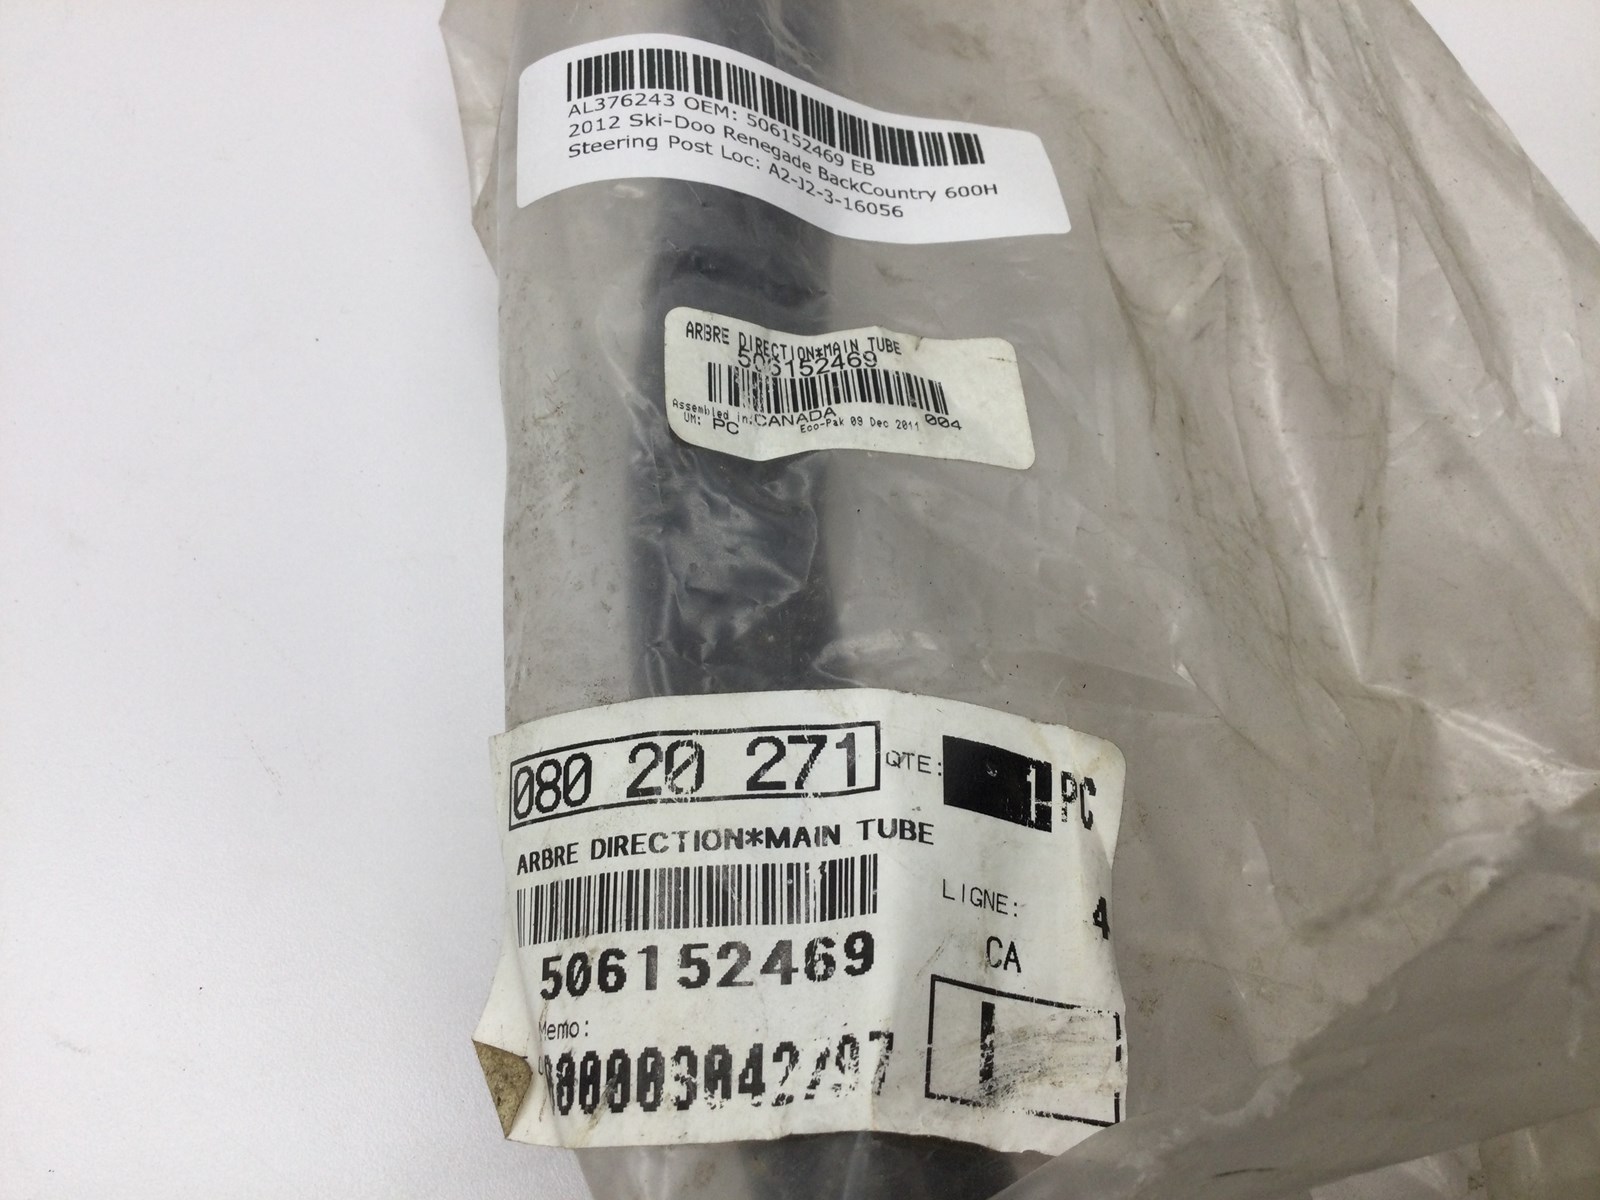 AL376243 OEM: 506152469 EB
2012 Ski-Doo Renegade BackCountry 600H
Steering Post Loc: A2-J2-3-16056
ARBRE DIRECTION*MAIN TUBE
506152469
Assembled in: CANADA 004
UM: PC Eco-Pak 09 Dec 2011
080 20 271 QTE: 1 PC
ARBRE DIRECTION*MAIN TUBE
LIGNE: 4
506152469 CA
Memo: